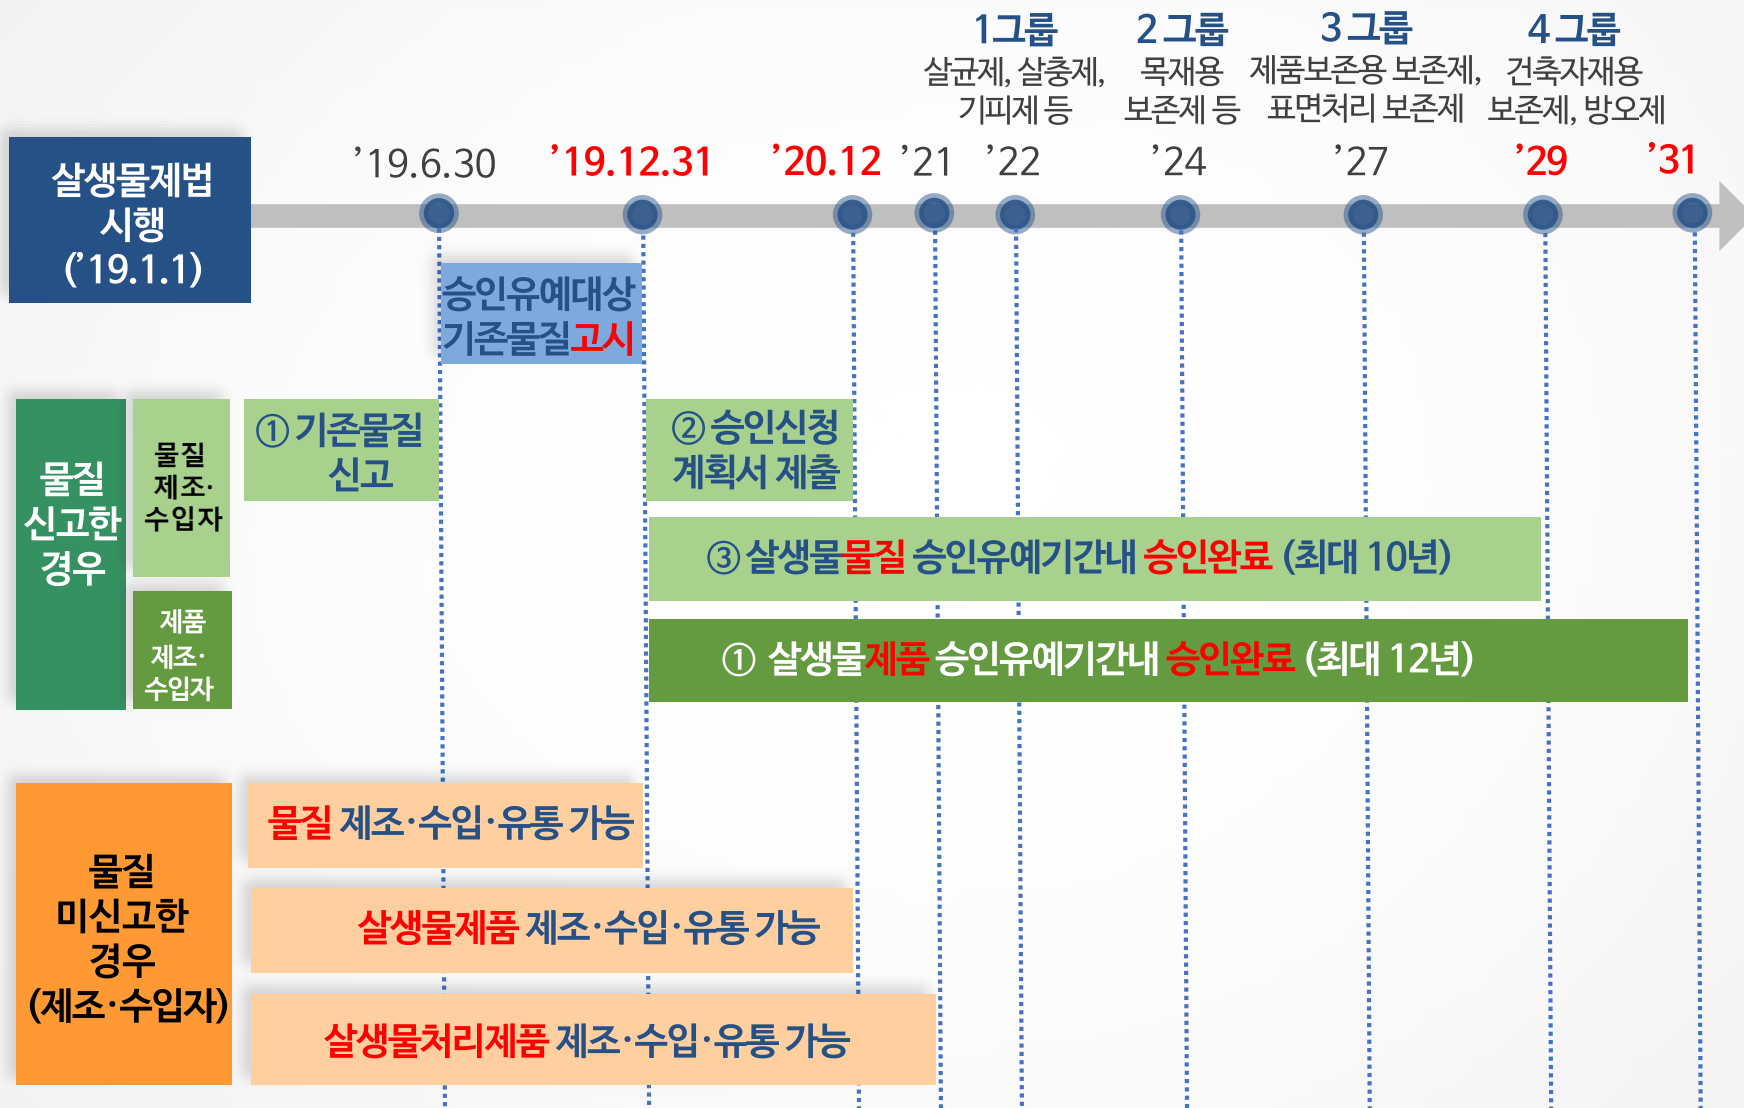 1그룹
살균제, 살충제,
기피제 등
2 그룹
목재용
보존제 등
3 그룹
제품보존용 보존제,
표면처리 보존제
4 그룹
건축자재용
보존제, 방오제
’19.6.30
’19.12.31
’20.12
’21
’22
’24
’27
’29
’31
살생물제법
시행
(’19.1.1)
승인유예대상
기존물질고시
물질
신고한
경우
물질
제조·
수입자
① 기존물질
신고
② 승인신청
계획서 제출
③ 살생물물질 승인유예기간내 승인완료 (최대 10년)
제품
제조·
수입자
① 살생물제품 승인유예기간내 승인완료 (최대 12년)
물질
미신고한
경우
(제조·수입자)
물질 제조·수입·유통 가능
살생물제품 제조·수입·유통 가능
살생물처리제품 제조·수입·유통 가능